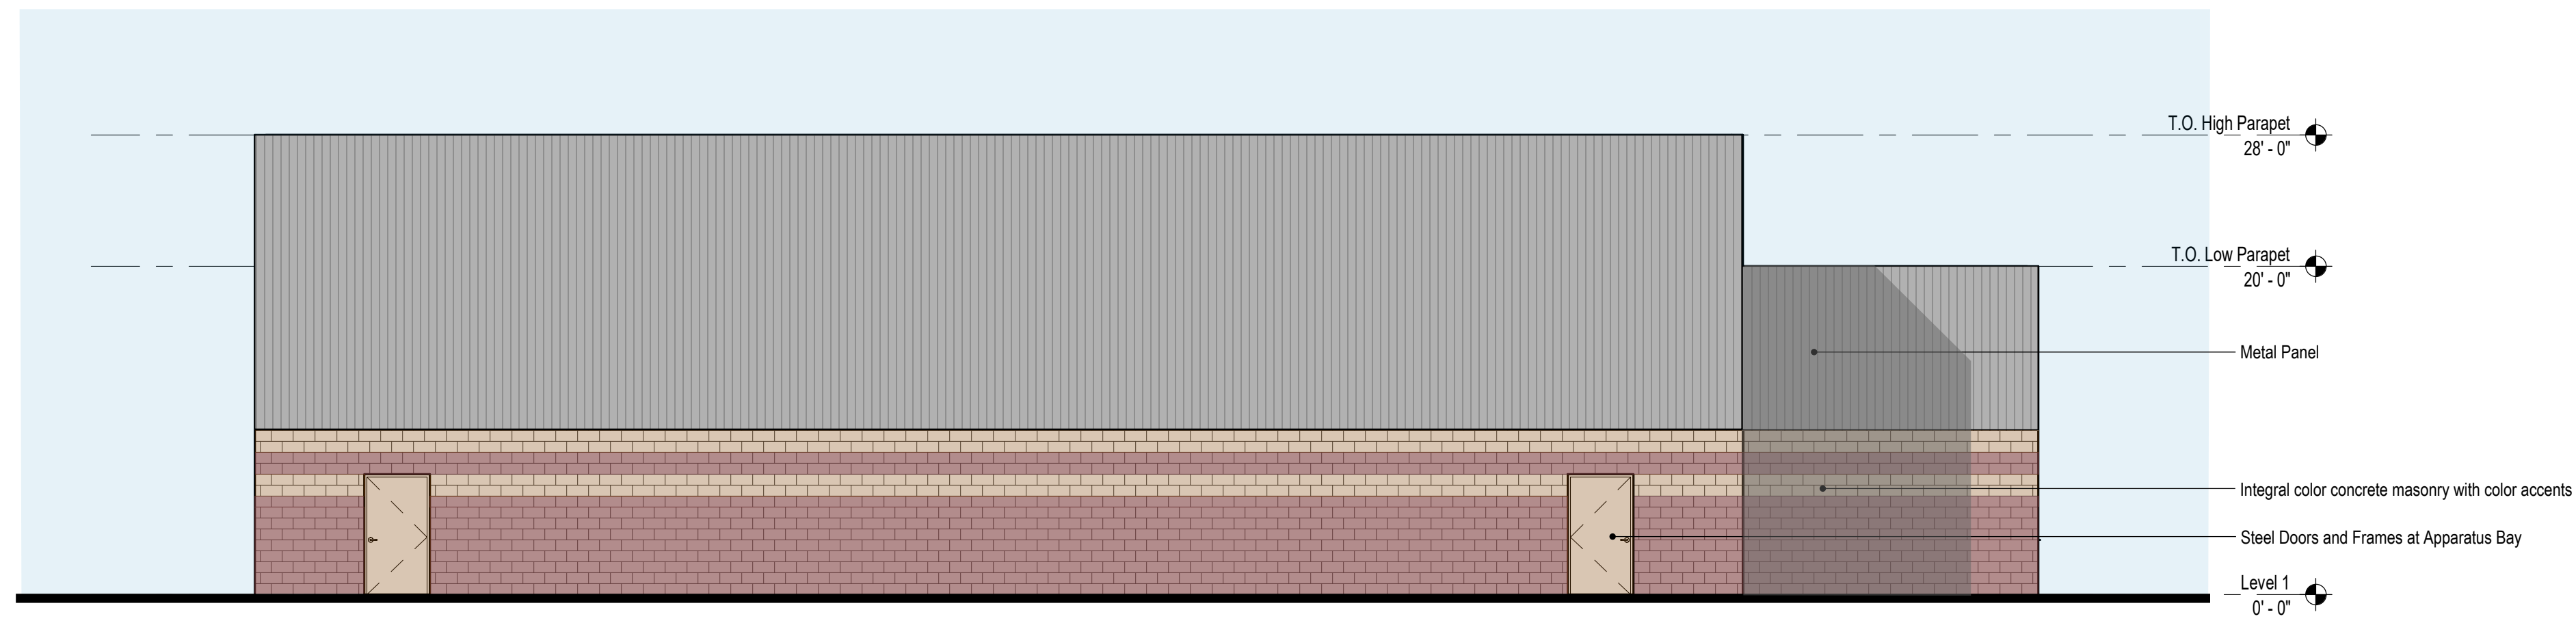 T.O. High Parapet
28' - 0"
T.O. Low Parapet
20' - 0"
Metal Panel
Integral color concrete masonry with color accents
Steel Doors and Frames at Apparatus Bay
Level 1
0' - 0"